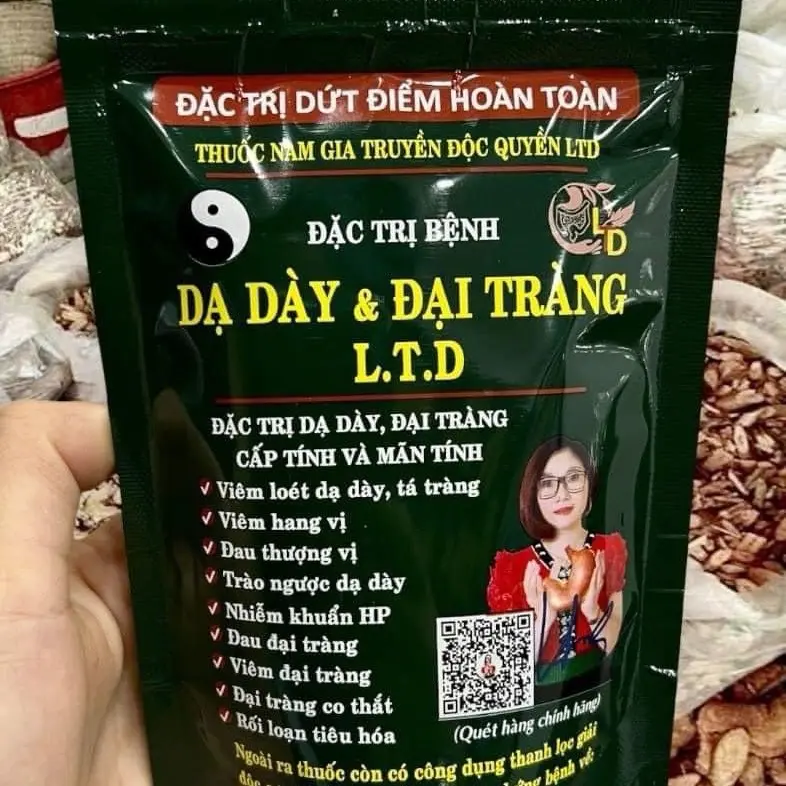 ĐẶC TRỊ DỨT ĐIỂM HOÀN TOÀN
THUỐC NAM GIA TRUYỀN ĐỘC QUYỀN LTD
LTD
ĐẶC TRỊ BỆNH
DẠ DÀY & ĐẠI TRÀNG
L.T.D
ĐẶC TRỊ DẠ DÀY, ĐẠI TRÀNG
CẤP TÍNH VÀ MÃN TÍNH
Viêm loét dạ dày, tá tràng
Viêm hang vị
Đau thượng vị
Trào ngược dạ dày
Nhiễm khuẩn HP
Đau đại tràng
Viêm đại tràng
Đại tràng co thắt
Rối loạn tiêu hóa
(Quét hàng chính hãng)
Ngoài ra thuốc còn có công dụng thanh lọc giải
độc bệnh về: